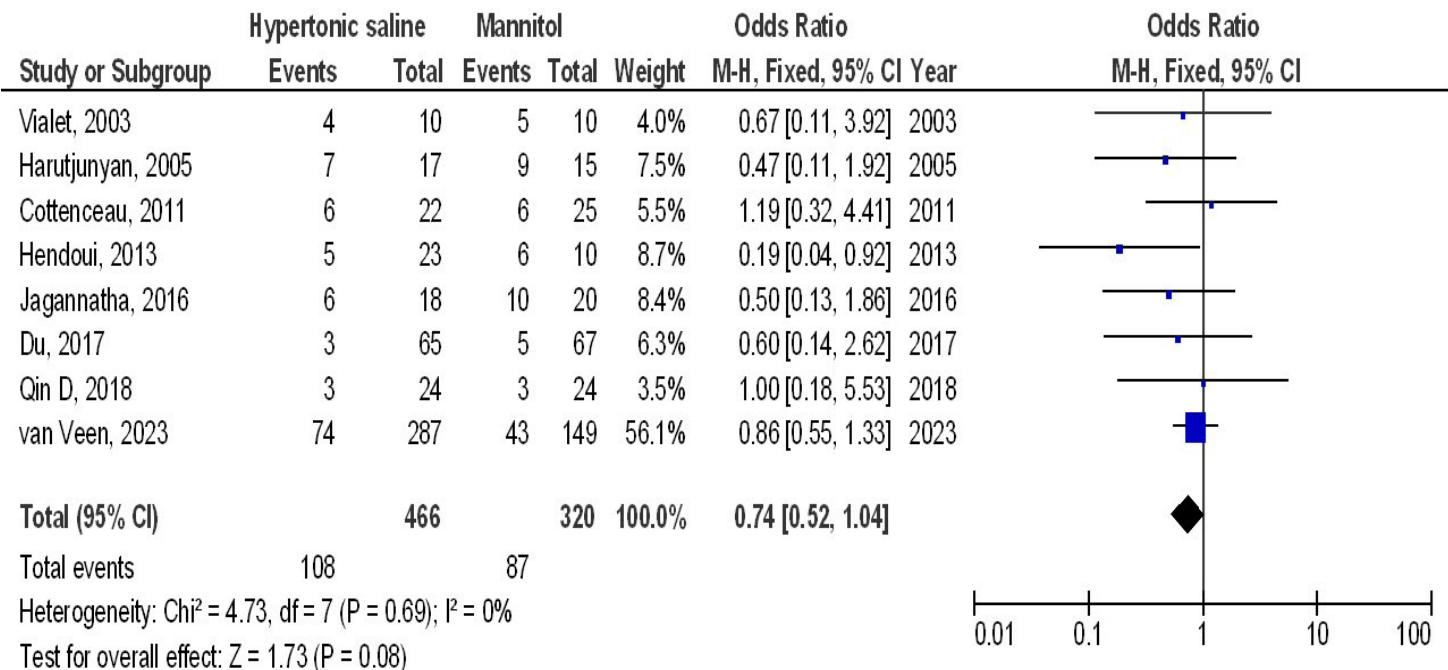 Hypertonic saline Mannitol Odds Ratio Odds Ratio
Study or Subgroup Events Total Events Total Weight M-H, Fixed, 95% CI Year M-H, Fixed, 95% CI
Vialet, 2003 4 10 5 10 4.0% 0.67 [0.11, 3.92] 2003
Harutjunyan, 2005 7 17 9 15 7.5% 0.47 [0.11, 1.92] 2005
Cottenceau, 2011 6 22 6 25 5.5% 1.19 [0.32, 4.41] 2011
Hendoui, 2013 5 23 6 10 8.7% 0.19 [0.04, 0.92] 2013
Jagannatha, 2016 6 18 10 20 8.4% 0.50 [0.13, 1.86] 2016
Du, 2017 3 65 5 67 6.3% 0.60 [0.14, 2.62] 2017
Qin D, 2018 3 24 3 24 3.5% 1.00 [0.18, 5.53] 2018
van Veen, 2023 74 287 43 149 56.1% 0.86 [0.55, 1.33] 2023
Total (95% CI) 466 320 100.0% 0.74 [0.52, 1.04]
Total events 108 87
Heterogeneity: Chi² = 4.73, df = 7 (P = 0.69); I² = 0%
Test for overall effect: Z = 1.73 (P = 0.08)
0.01 0.1 1 10 100